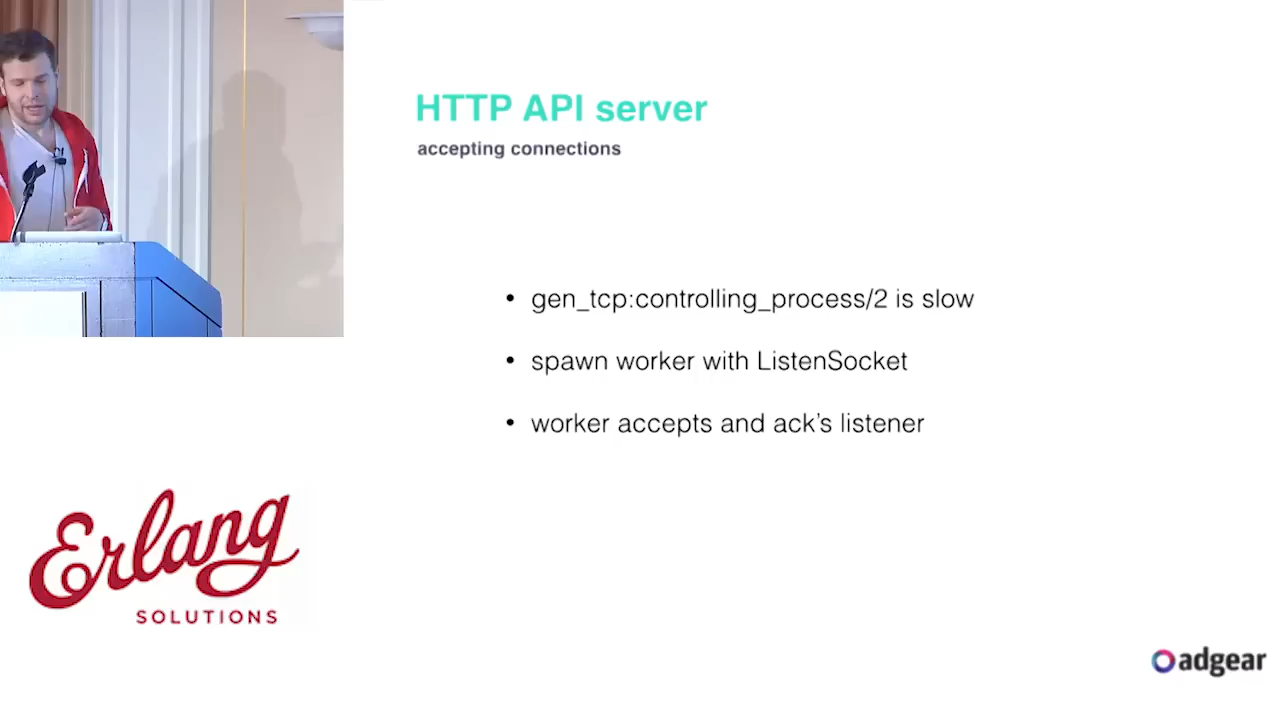 HTTP API server
accepting connections
• gen_tcp:controlling_process/2 is slow
• spawn worker with ListenSocket
• worker accepts and ack's listener
Erlang
SOLUTIONS
adgear